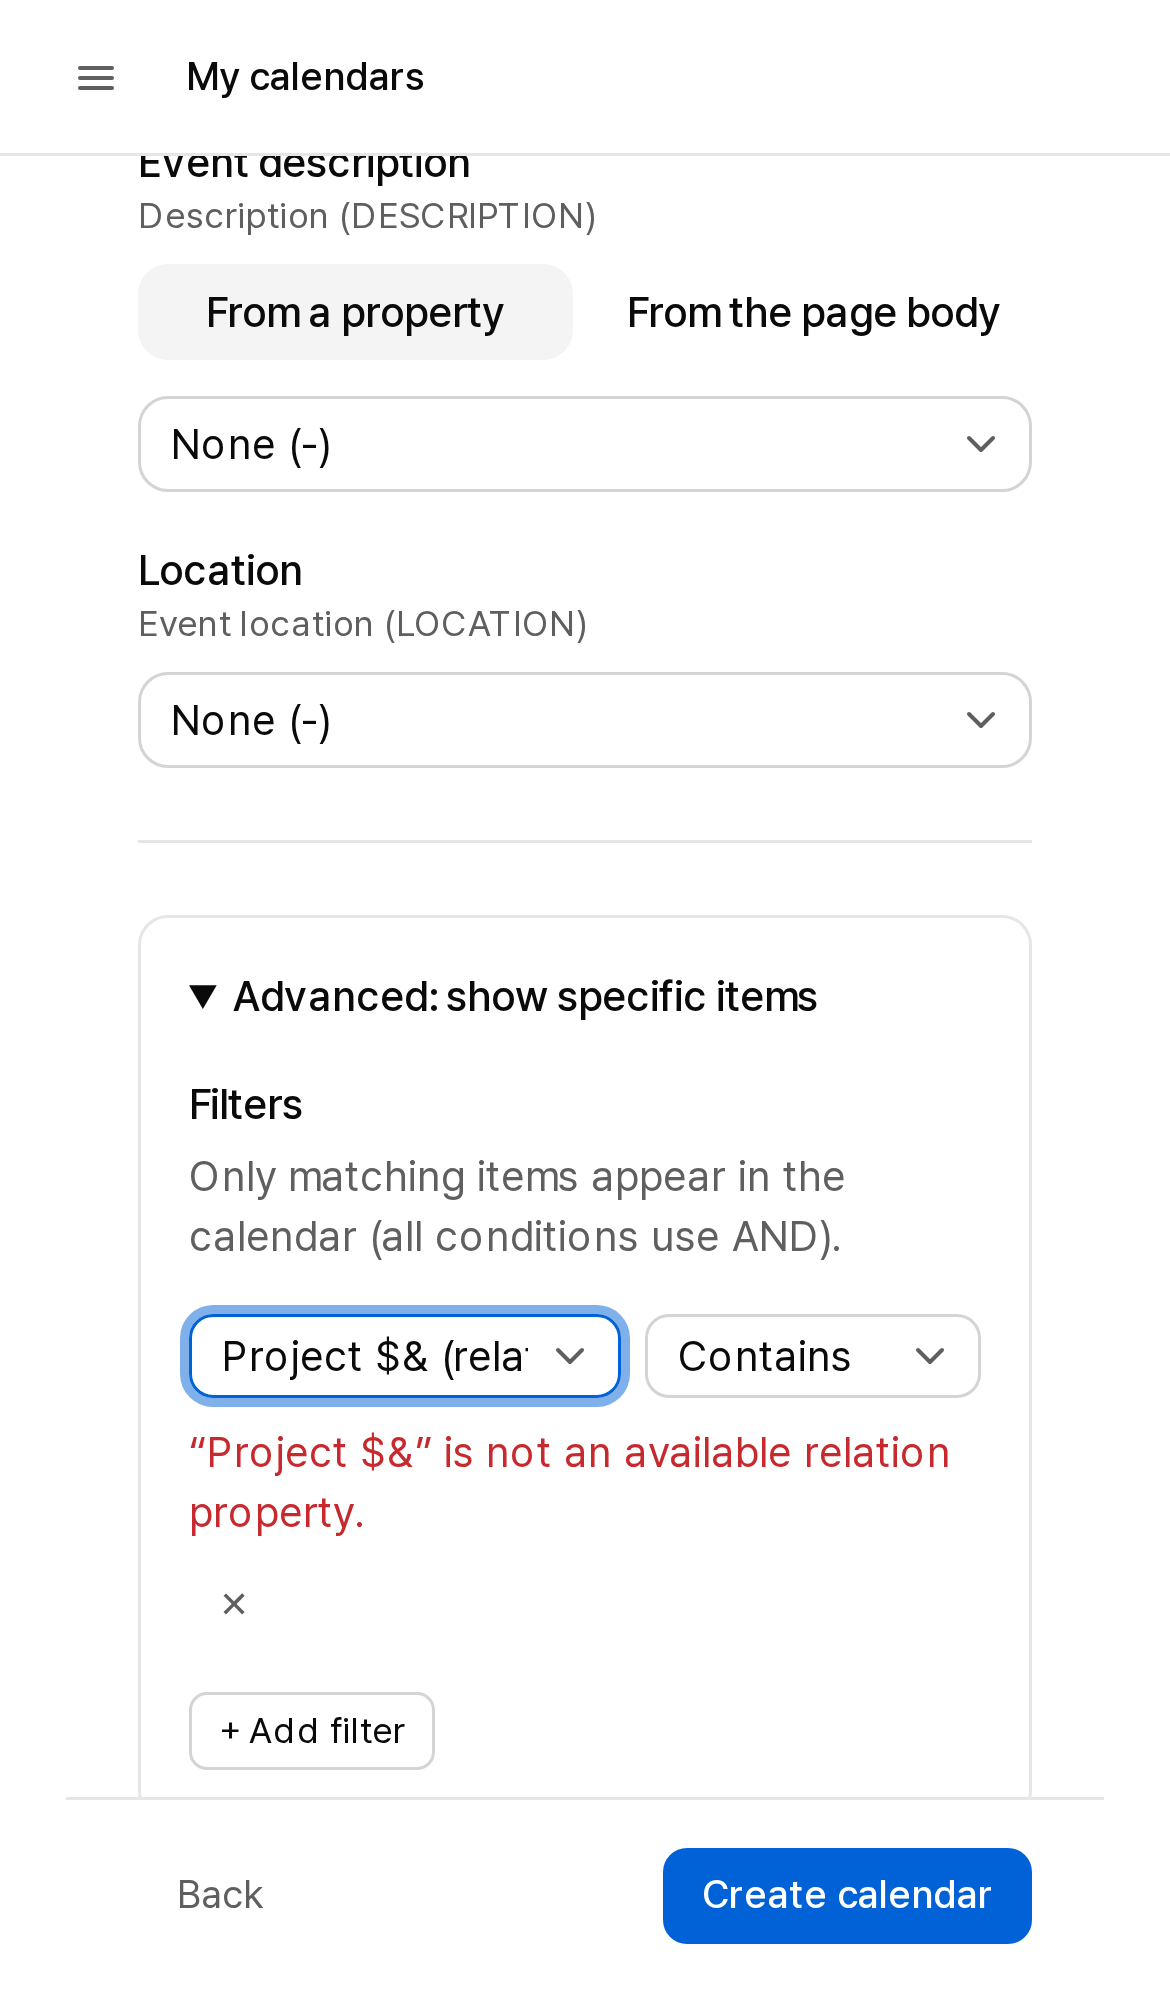 My calendars
Event description
Description (DESCRIPTION)
From a property
From the page body
None (-)
Location
Event location (LOCATION)
None (-)
▼ Advanced: show specific items
Filters
Only matching items appear in the
calendar (all conditions use AND).
Project $& (relat
Contains
“Project $&” is not an available relation
property.
×
+ Add filter
Back
Create calendar